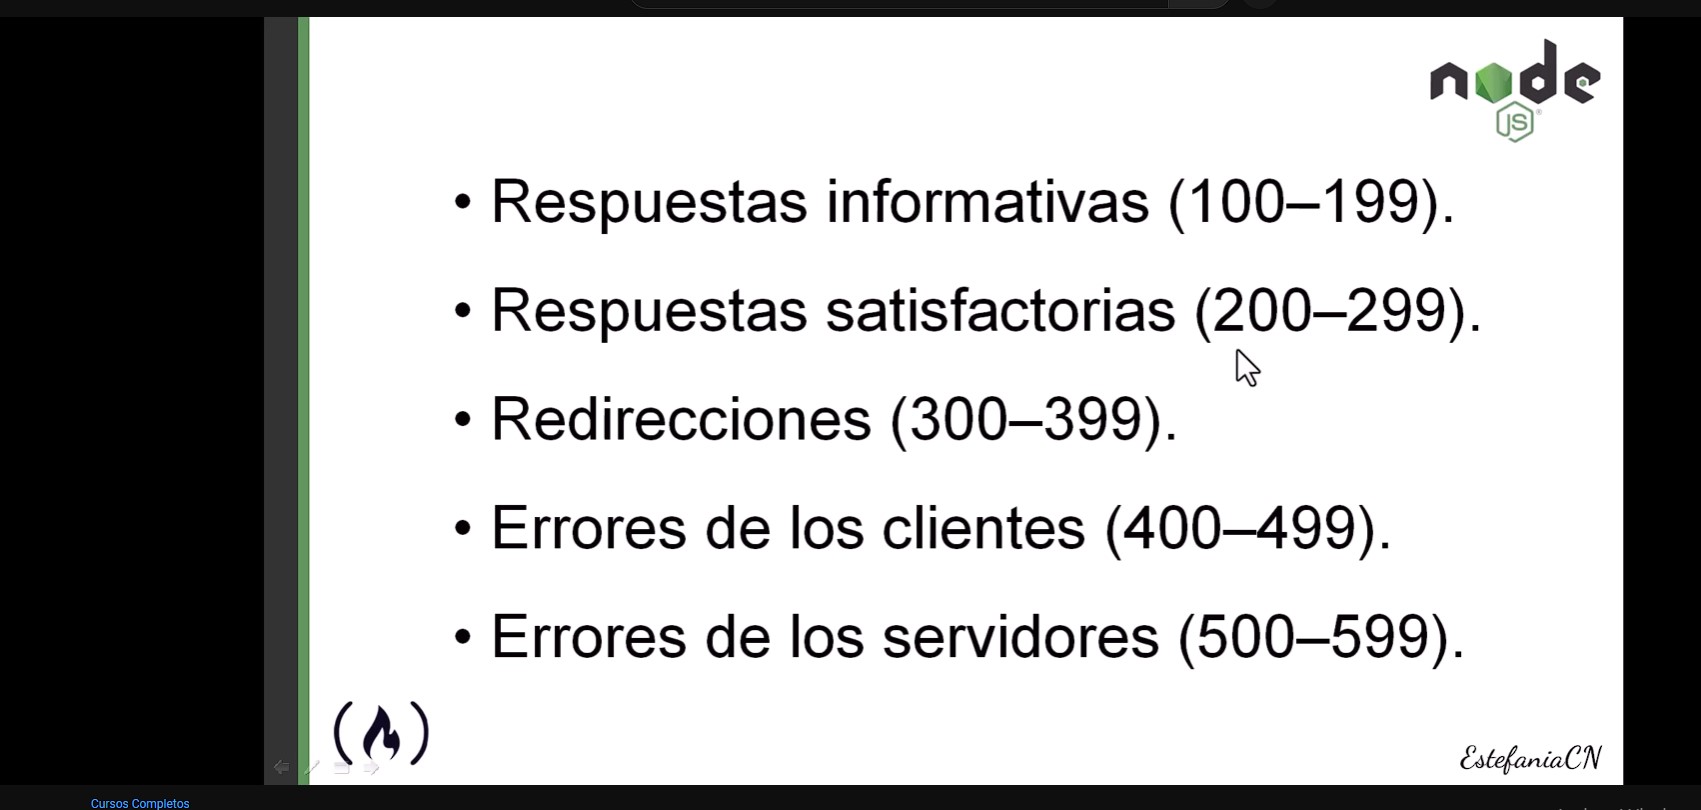 node
JS
• Respuestas informativas (100–199).
• Respuestas satisfactorias (200–299).
• Redirecciones (300–399).
• Errores de los clientes (400–499).
• Errores de los servidores (500–599).
EstefaniaCN
Cursos Completos